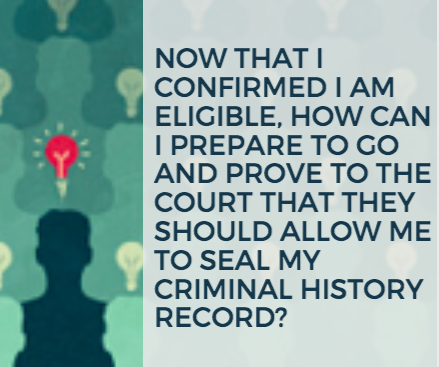 NOW THAT I
CONFIRMED I AM
ELIGIBLE, HOW CAN
I PREPARE TO GO
AND PROVE TO THE
COURT THAT THEY
SHOULD ALLOW ME
TO SEAL MY
CRIMINAL HISTORY
RECORD?